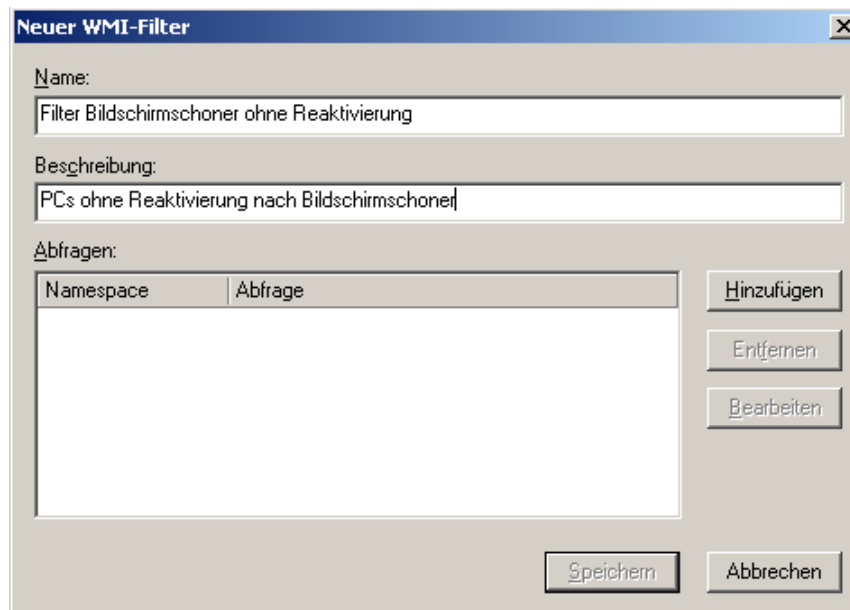 Neuer WMI-Filter
Name:
Filter Bildschirmschoner ohne Reaktivierung
Beschreibung:
PCs ohne Reaktivierung nach Bildschirmschoner
Abfragen:
Namespace Abfrage
Hinzufügen
Entfernen
Bearbeiten
Speichern Abbrechen